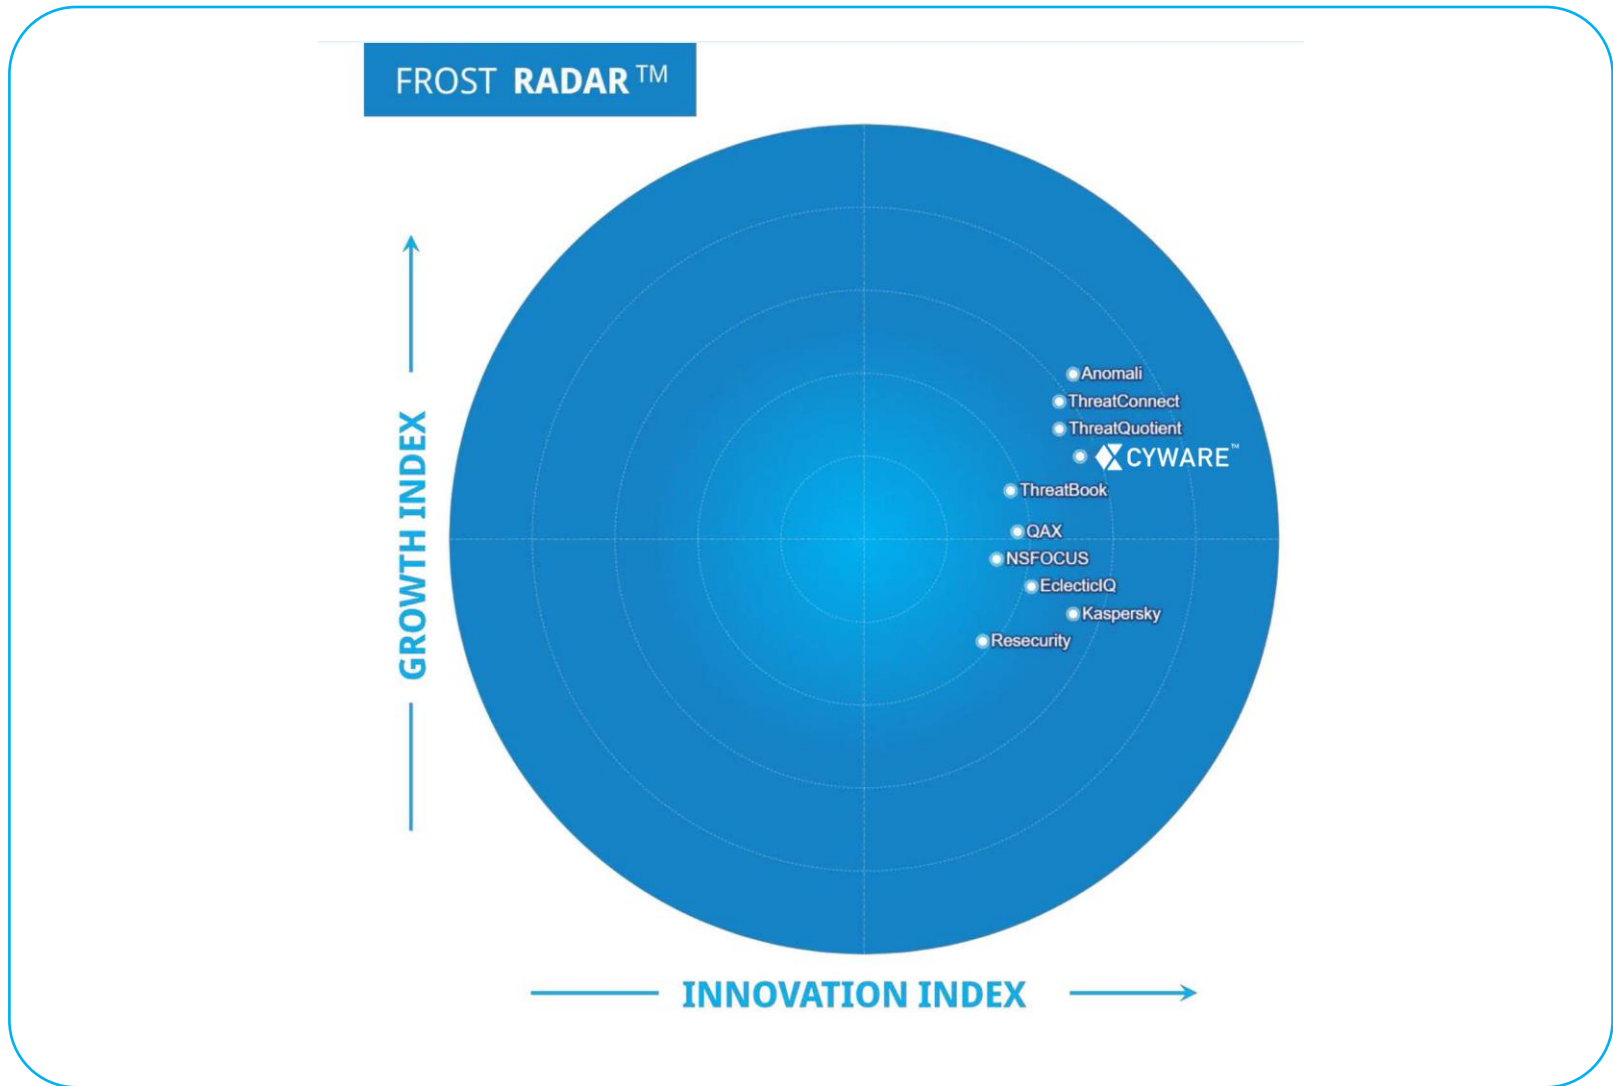 FROST RADAR™
GROWTH INDEX
Anomali
ThreatConnect
ThreatQuotient
CYWARE™
ThreatBook
QAX
NSFOCUS
EclecticIQ
Kaspersky
Resecurity
INNOVATION INDEX